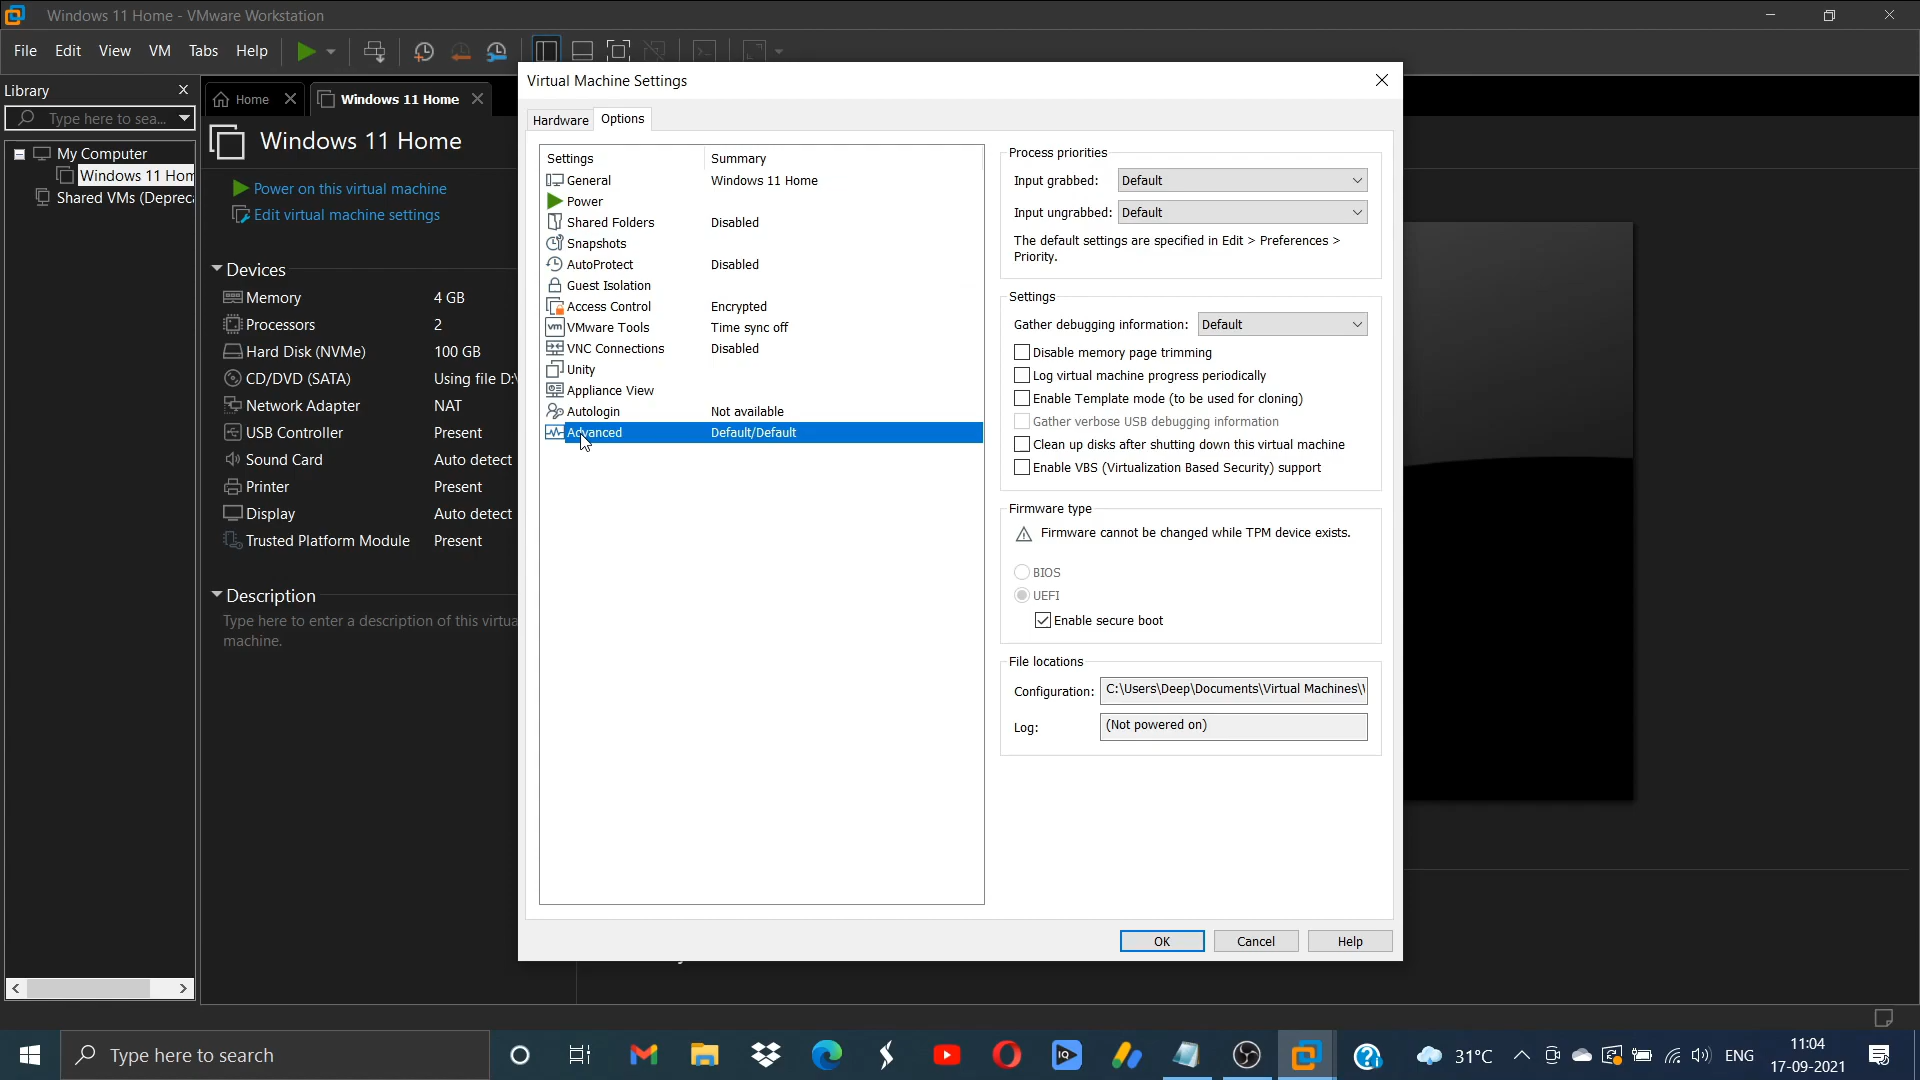 Windows 11 Home - VMware Workstation
File Edit View VM Tabs Help
Library
Type here to sea...
My Computer
Windows 11 Hom
Shared VMs (Depreca
Home
Windows 11 Home
Windows 11 Home
Power on this virtual machine
Edit virtual machine settings
Devices
Memory 4 GB
Processors 2
Hard Disk (NVMe) 100 GB
CD/DVD (SATA) Using file D:\
Network Adapter NAT
USB Controller Present
Sound Card Auto detect
Printer Present
Display Auto detect
Trusted Platform Module Present
Description
Type here to enter a description of this virtua
machine.
Virtual Machine Settings
Hardware Options
Settings Summary
General Windows 11 Home
Power
Shared Folders Disabled
Snapshots
AutoProtect Disabled
Guest Isolation
Access Control Encrypted
vm VMware Tools Time sync off
VNC Connections Disabled
Unity
Appliance View
Autologin Not available
Advanced Default/Default
Process priorities
Input grabbed: Default
Input ungrabbed: Default
The default settings are specified in Edit > Preferences >
Priority.
Settings
Gather debugging information: Default
Disable memory page trimming
Log virtual machine progress periodically
Enable Template mode (to be used for cloning)
Gather verbose USB debugging information
Clean up disks after shutting down this virtual machine
Enable VBS (Virtualization Based Security) support
Firmware type
Firmware cannot be changed while TPM device exists.
BIOS
UEFI
Enable secure boot
File locations
Configuration: C:\Users\Deep\Documents\Virtual Machines\
Log: (Not powered on)
OK Cancel Help
Type here to search
IQ
31°C
ENG
11:04
17-09-2021